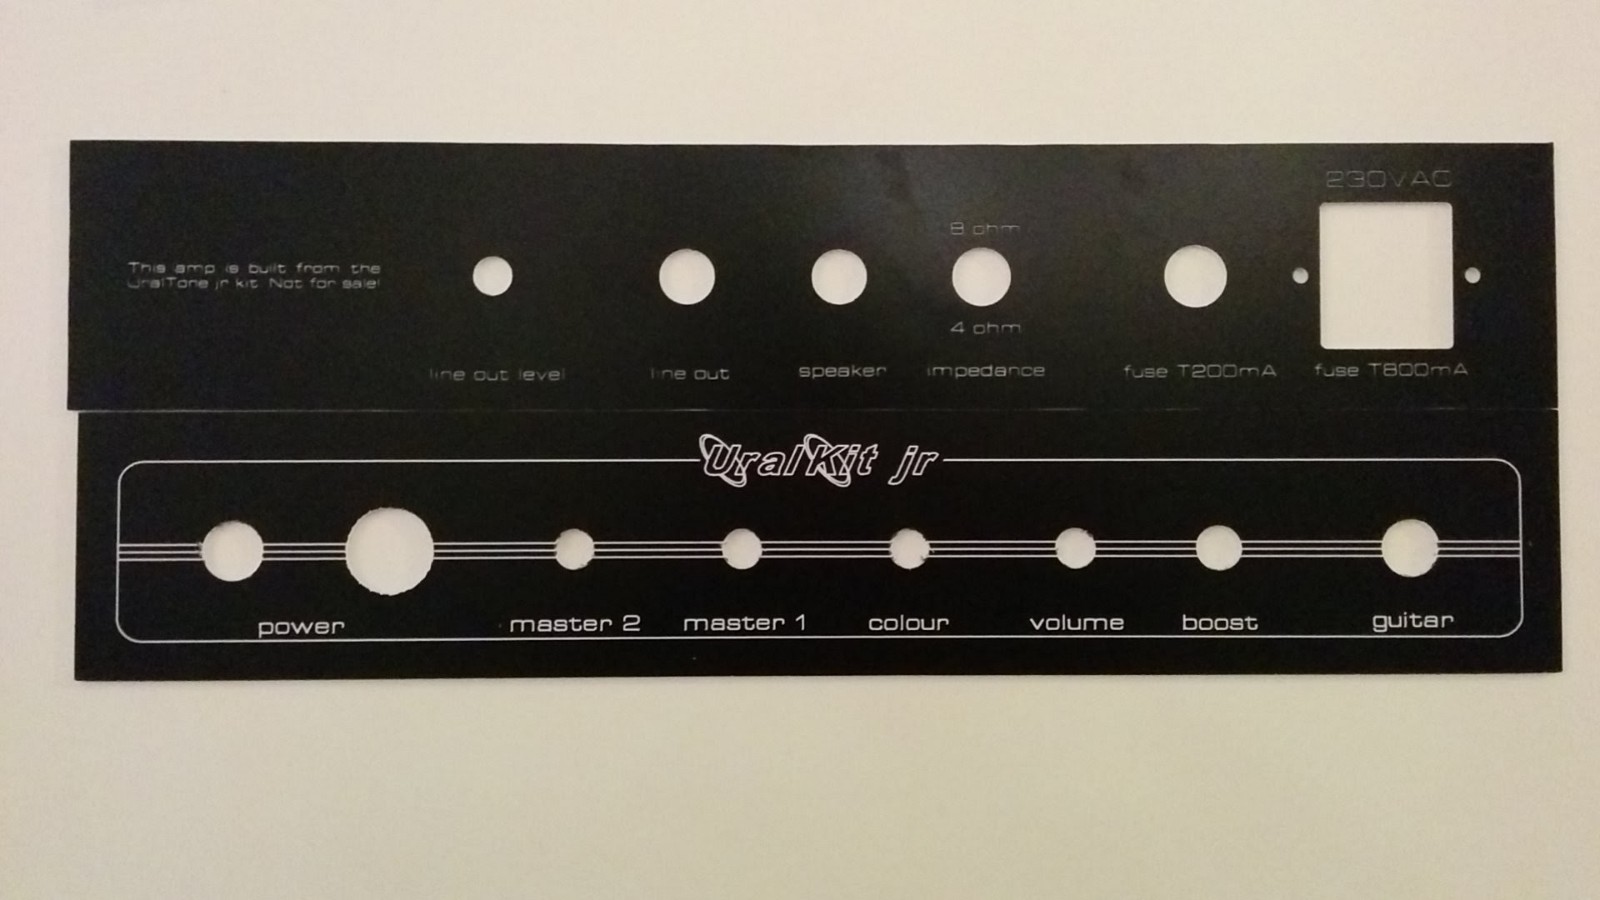 230VAC
8 ohm
This amp is built from the
UralTone jr kit. Not for sale!
4 ohm
line out level
line out
speaker
impedance
fuse T200mA
fuse T800mA
UralKit jr
power
master 2
master 1
colour
volume
boost
guitar